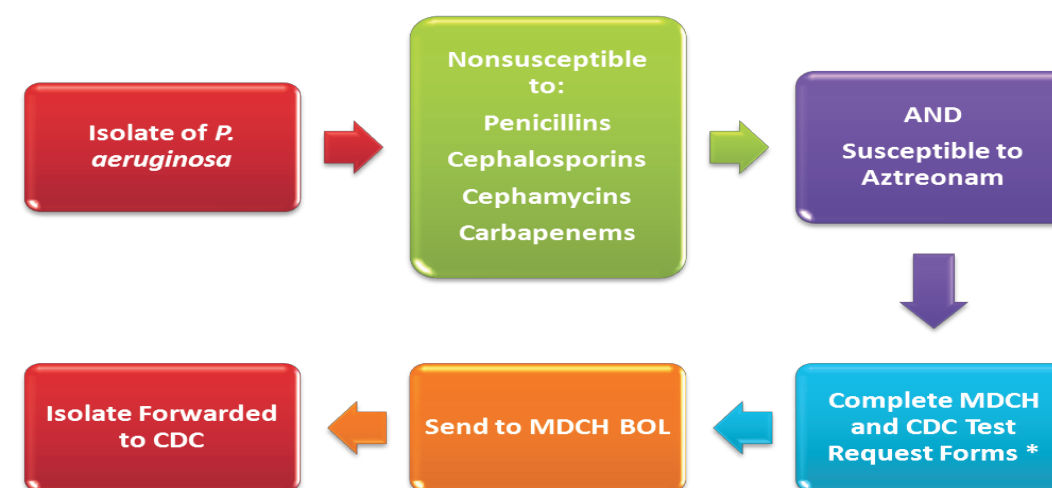 Isolate of P.
aeruginosa
Nonsusceptible
to:
Penicillins
Cephalosporins
Cephamycins
Carbapenems
AND
Susceptible to
Aztreonam
Complete MDCH
and CDC Test
Request Forms *
Send to MDCH BOL
Isolate Forwarded
to CDC